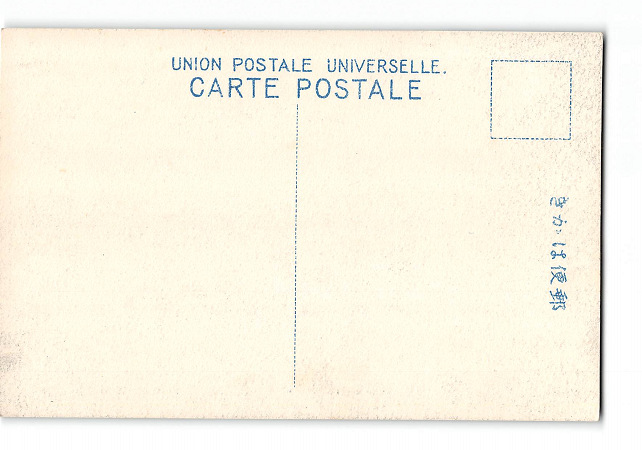 UNION POSTALE UNIVERSELLE.
CARTE POSTALE
郵便はがき